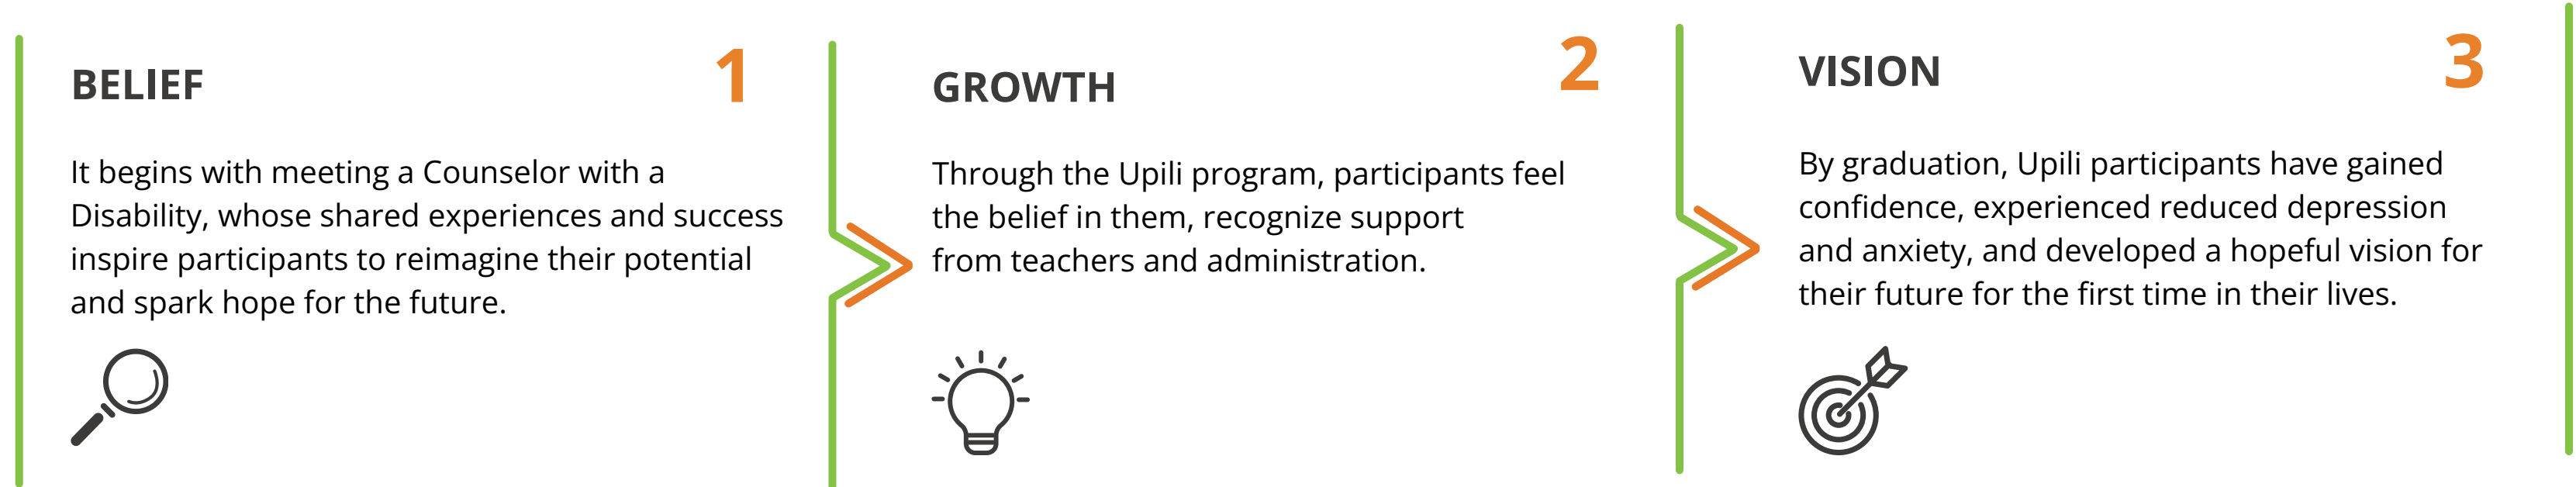 BELIEF
1
It begins with meeting a Counselor with a
Disability, whose shared experiences and success
inspire participants to reimagine their potential
and spark hope for the future.
GROWTH
2
Through the Upili program, participants feel
the belief in them, recognize support
from teachers and administration.
VISION
3
By graduation, Upili participants have gained
confidence, experienced reduced depression
and anxiety, and developed a hopeful vision for
their future for the first time in their lives.